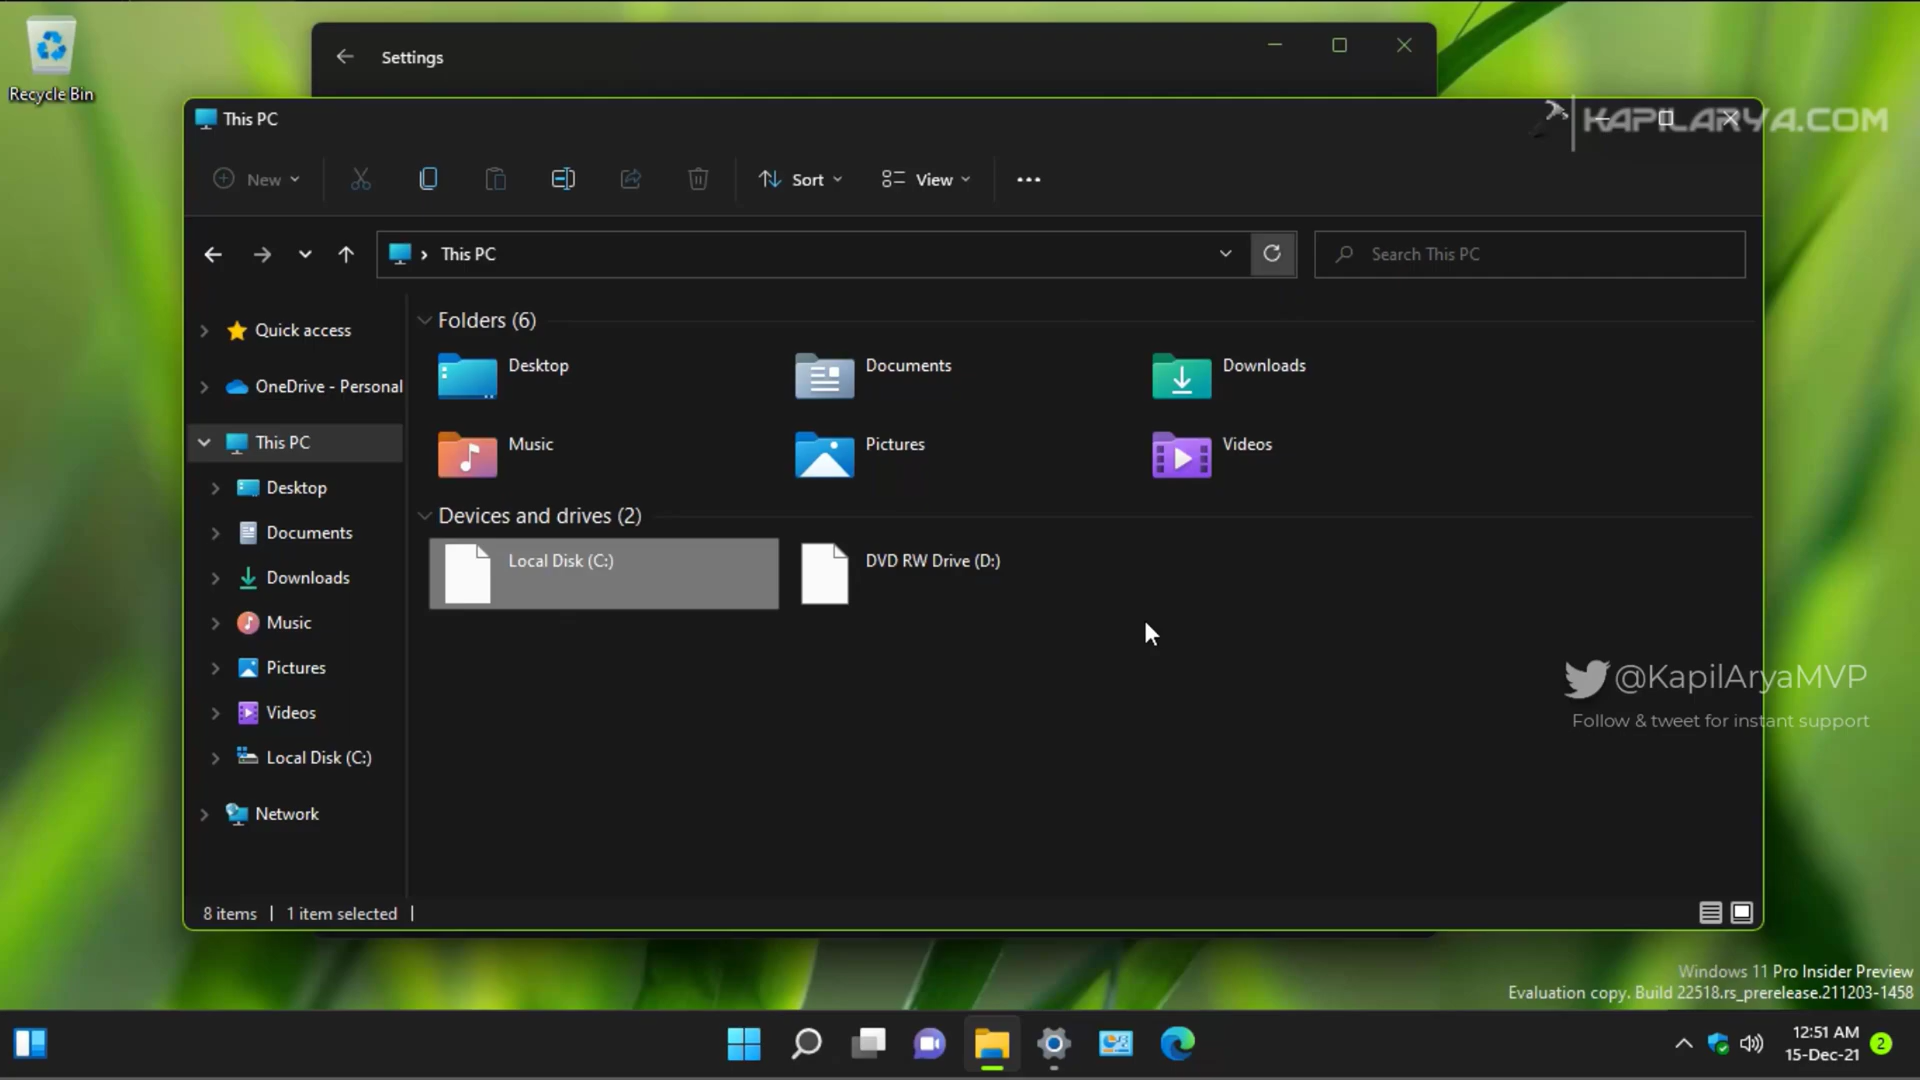 Recycle Bin
Settings
This PC
KAPILARYA.COM
New
Sort
View
This PC
Search This PC
Quick access
OneDrive - Personal
This PC
Desktop
Documents
Downloads
Music
Pictures
Videos
Local Disk (C:)
Network
Folders (6)
Desktop
Documents
Downloads
Music
Pictures
Videos
Devices and drives (2)
Local Disk (C:)
DVD RW Drive (D:)
@KapilAryaMVP
Follow & tweet for instant support
8 items
1 item selected
Windows 11 Pro Insider Preview
Evaluation copy. Build 22518.rs_prerelease.211203-1458
12:51 AM
15-Dec-21
2